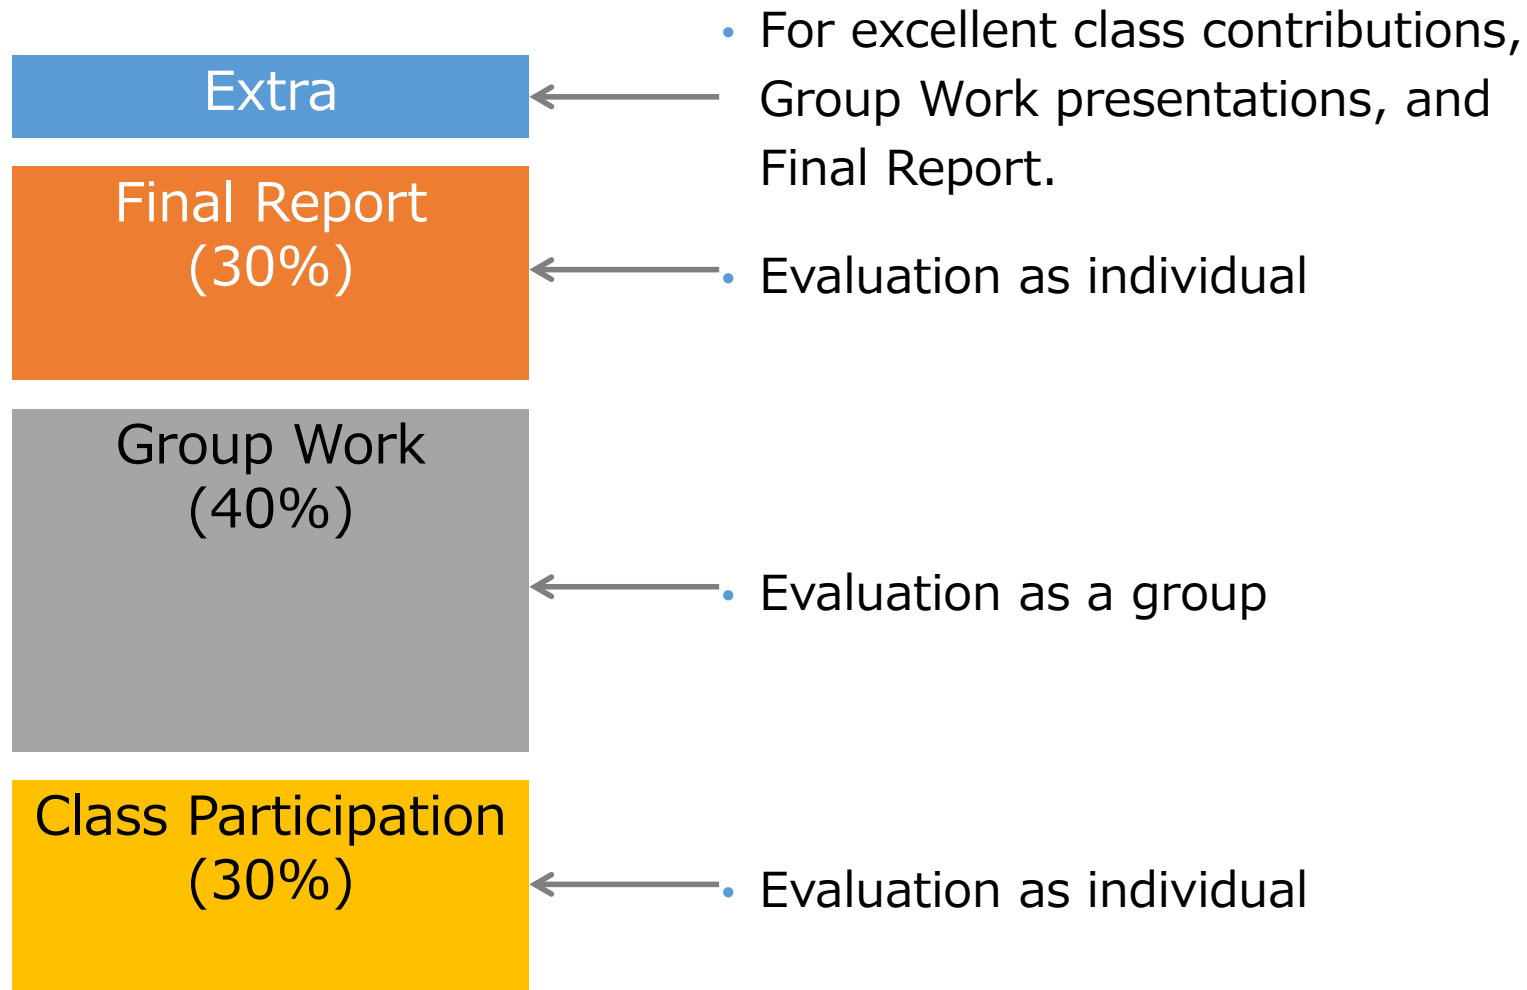 Extra
• For excellent class contributions,
Group Work presentations, and
Final Report.
Final Report
(30%)
• Evaluation as individual
Group Work
(40%)
• Evaluation as a group
Class Participation
(30%)
• Evaluation as individual